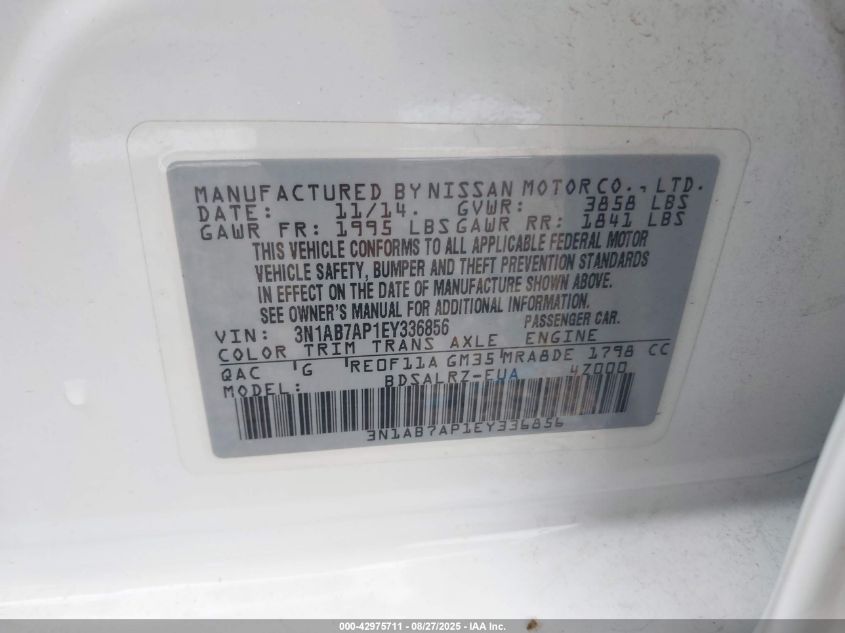 MANUFACTURED BY NISSAN MOTOR CO., LTD.
DATE: 11/14. GVWR: 3858 LBS
GAWR FR: 1995 LBS GAWR RR: 1841 LBS
THIS VEHICLE CONFORMS TO ALL APPLICABLE FEDERAL MOTOR
VEHICLE SAFETY, BUMPER AND THEFT PREVENTION STANDARDS
IN EFFECT ON THE DATE OF MANUFACTURE SHOWN ABOVE.
SEE OWNER'S MANUAL FOR ADDITIONAL INFORMATION.
VIN: 3N1AB7AP1EY336856 PASSENGER CAR.
COLOR TRIM TRANS AXLE ENGINE
QAC G RE0F11A GM35 MRA8DE 1798 CC
MODEL: BDSALRZ-EUA 4Z000
3N1AB7AP1EY336856
000-42975711 - 08/27/2025 - IAA Inc.